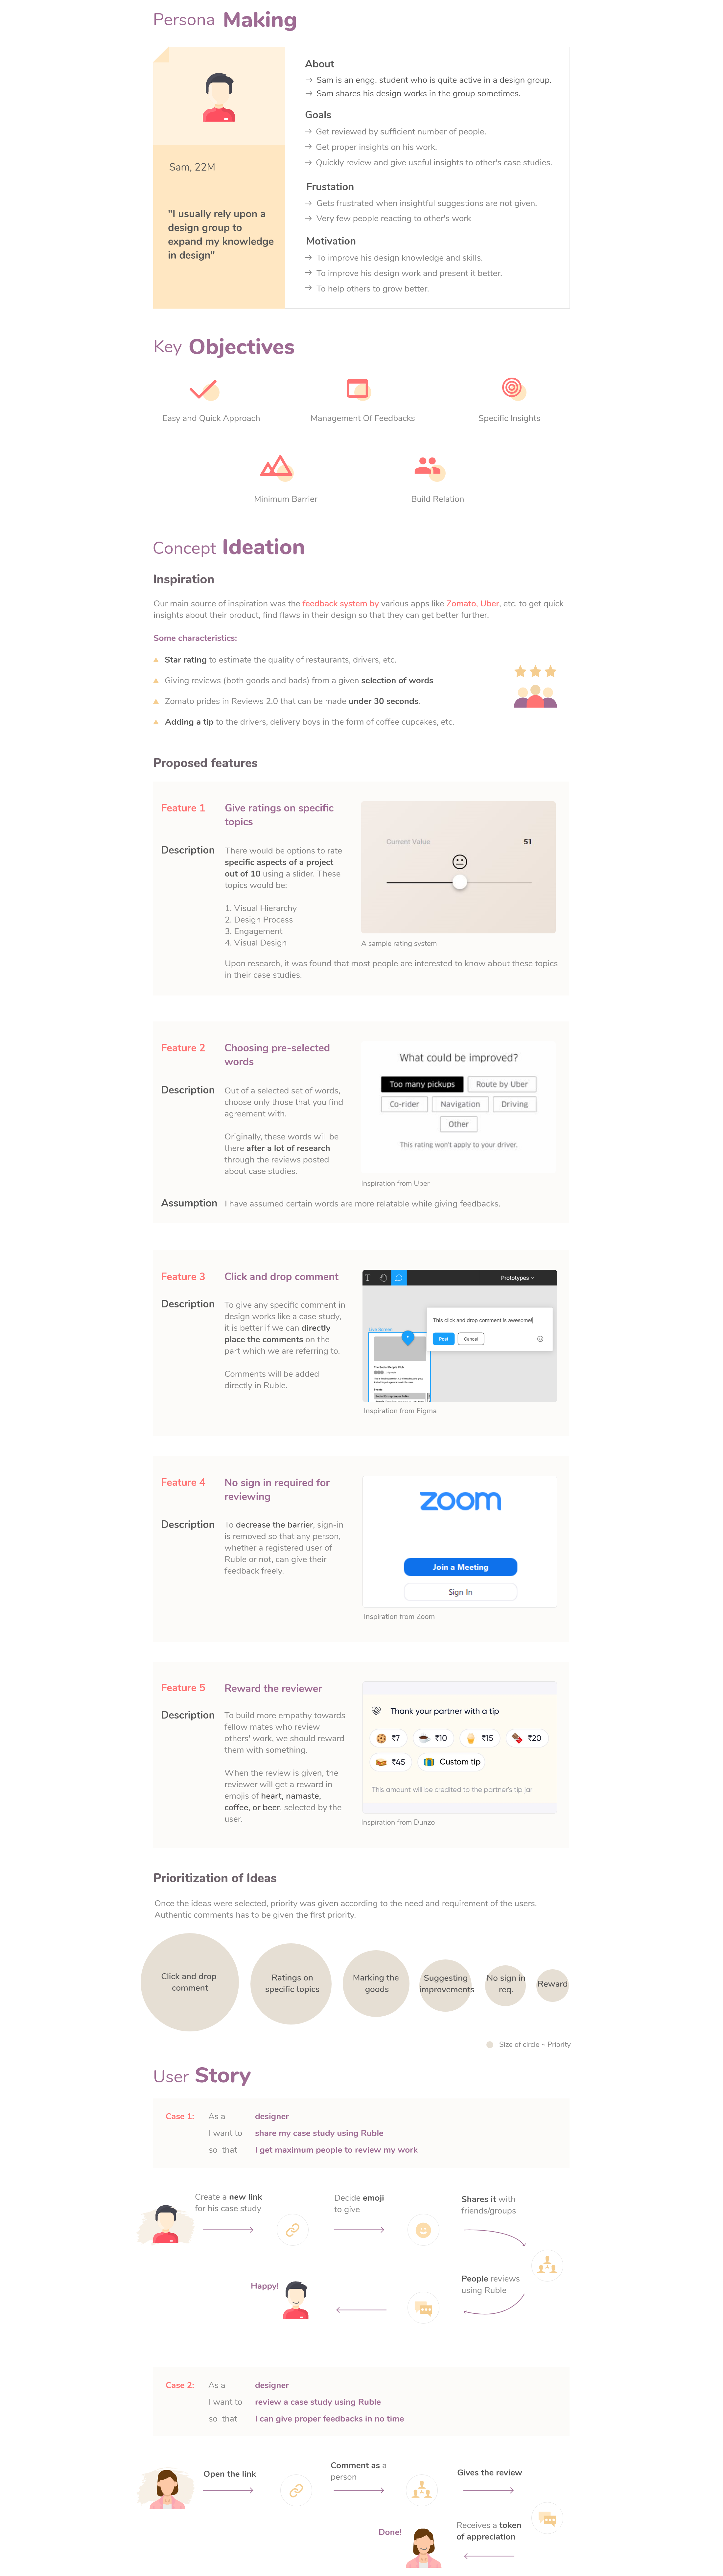 Persona Making
Sam, 22M
"I usually rely upon a
design group to
expand my knowledge
in design"
About
→ Sam is an engg. student who is quite active in a design group.
→ Sam shares his design works in the group sometimes.
Goals
→ Get reviewed by sufficient number of people.
→ Get proper insights on his work.
→ Quickly review and give useful insights to other's case studies.
Frustation
→ Gets frustrated when insightful suggestions are not given.
→ Very few people reacting to other's work
Motivation
→ To improve his design knowledge and skills.
→ To improve his design work and present it better.
→ To help others to grow better.
Key Objectives
Easy and Quick Approach
Management Of Feedbacks
Specific Insights
Minimum Barrier
Build Relation
Concept Ideation
Inspiration
Our main source of inspiration was the feedback system by various apps like Zomato, Uber, etc. to get quick
insights about their product, find flaws in their design so that they can get better further.
Some characteristics:
Star rating to estimate the quality of restaurants, drivers, etc.
Giving reviews (both goods and bads) from a given selection of words
Zomato prides in Reviews 2.0 that can be made under 30 seconds.
Adding a tip to the drivers, delivery boys in the form of coffee cupcakes, etc.
Proposed features
Feature 1
Give ratings on specific
topics
Description
There would be options to rate
specific aspects of a project
out of 10 using a slider. These
topics would be:
1. Visual Hierarchy
2. Design Process
3. Engagement
4. Visual Design
Current Value 51
A sample rating system
Upon research, it was found that most people are interested to know about these topics
in their case studies.
Feature 2
Choosing pre-selected
words
Description
Out of a selected set of words,
choose only those that you find
agreement with.
Originally, these words will be
there after a lot of research
through the reviews posted
about case studies.
What could be improved?
Too many pickups
Route by Uber
Co-rider
Navigation
Driving
Other
This rating won't apply to your driver.
Inspiration from Uber
Assumption
I have assumed certain words are more relatable while giving feedbacks.
Feature 3
Click and drop comment
Description
To give any specific comment in
design works like a case study,
it is better if we can directly
place the comments on the
part which we are referring to.
Comments will be added
directly in Ruble.
Prototypes
This click and drop comment is awesome!
Post
Cancel
Live Screen
Inspiration from Figma
Feature 4
No sign in required for
reviewing
Description
To decrease the barrier, sign-in
is removed so that any person,
whether a registered user of
Ruble or not, can give their
feedback freely.
zoom
Join a Meeting
Sign In
Inspiration from Zoom
Feature 5
Reward the reviewer
Description
To build more empathy towards
fellow mates who review
others' work, we should reward
them with something.
When the review is given, the
reviewer will get a reward in
emojis of heart, namaste,
coffee, or beer, selected by the
user.
Thank your partner with a tip
₹7
₹10
₹15
₹20
₹45
Custom tip
This amount will be credited to the partner's tip jar
Inspiration from Dunzo
Prioritization of Ideas
Once the ideas were selected, priority was given according to the need and requirement of the users.
Authentic comments has to be given the first priority.
Click and drop
comment
Ratings on
specific topics
Marking the
goods
Suggesting
improvements
No sign in
req.
Reward
Size of circle ~ Priority
User Story
Case 1: As a designer
I want to share my case study using Ruble
so that I get maximum people to review my work
Create a new link
for his case study
Decide emoji
to give
Shares it with
friends/groups
People reviews
using Ruble
Happy!
Case 2: As a designer
I want to review a case study using Ruble
so that I can give proper feedbacks in no time
Open the link
Comment as a
person
Gives the review
Receives a token
of appreciation
Done!